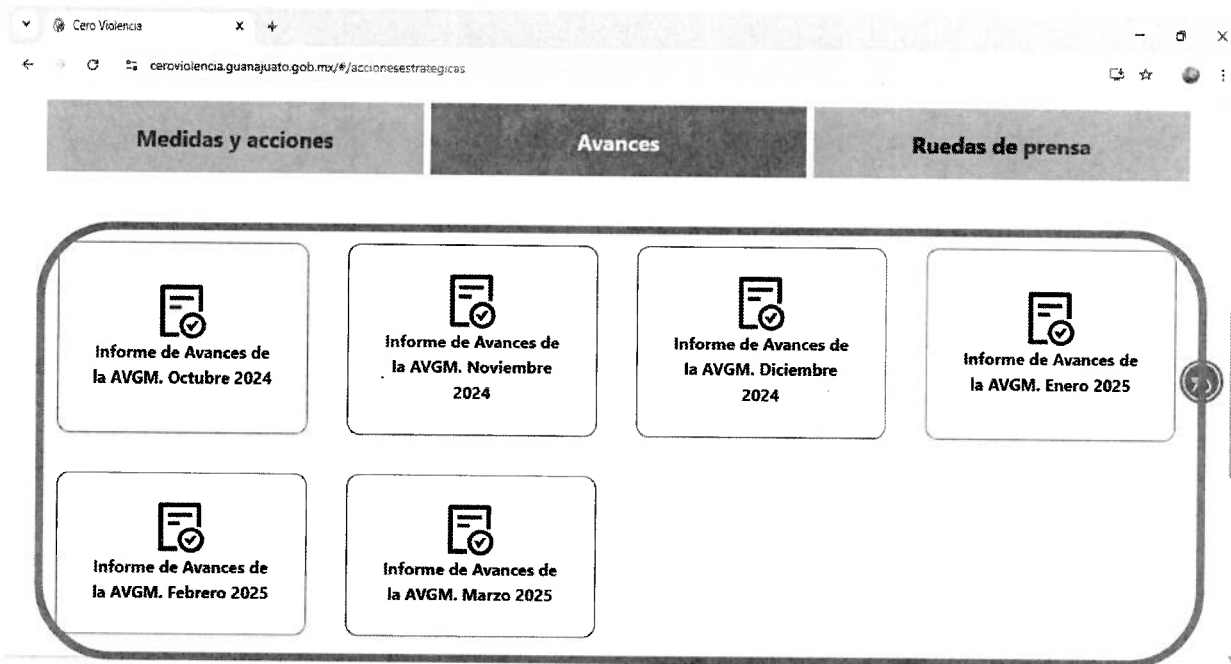 Cero Violencia
ceroviolencia.guanajuato.gob.mx/#/accionesestrategicas
Medidas y acciones
Avances
Ruedas de prensa
Informe de Avances de
la AVGM. Octubre 2024
Informe de Avances de
la AVGM. Noviembre
2024
Informe de Avances de
la AVGM. Diciembre
2024
Informe de Avances de
la AVGM. Enero 2025
Informe de Avances de
la AVGM. Febrero 2025
Informe de Avances de
la AVGM. Marzo 2025